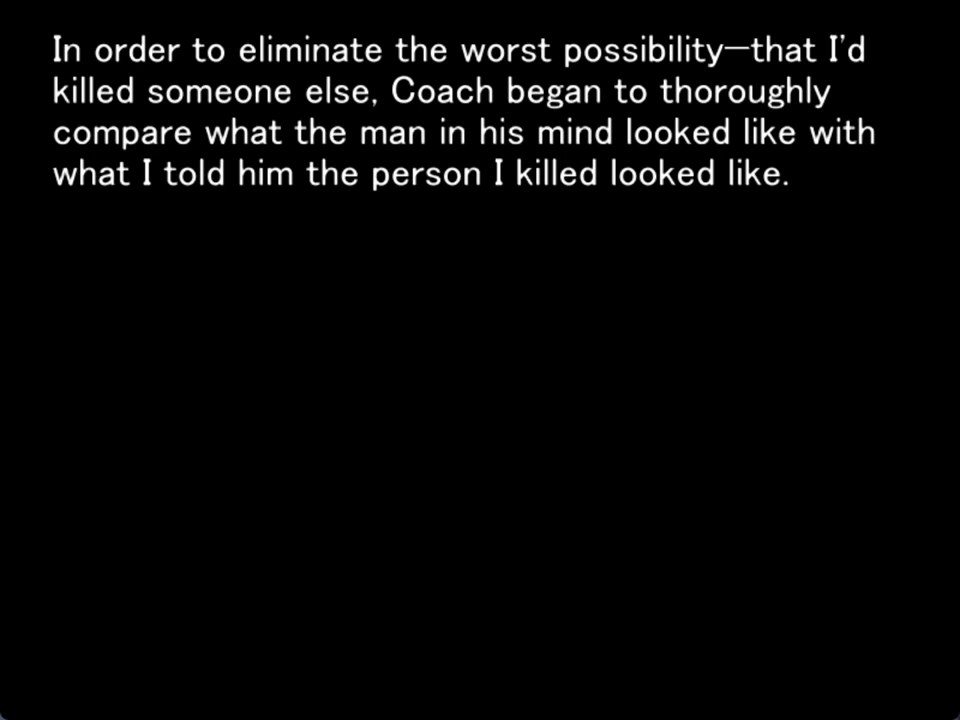 In order to eliminate the worst possibility—that I'd
killed someone else, Coach began to thoroughly
compare what the man in his mind looked like with
what I told him the person I killed looked like.